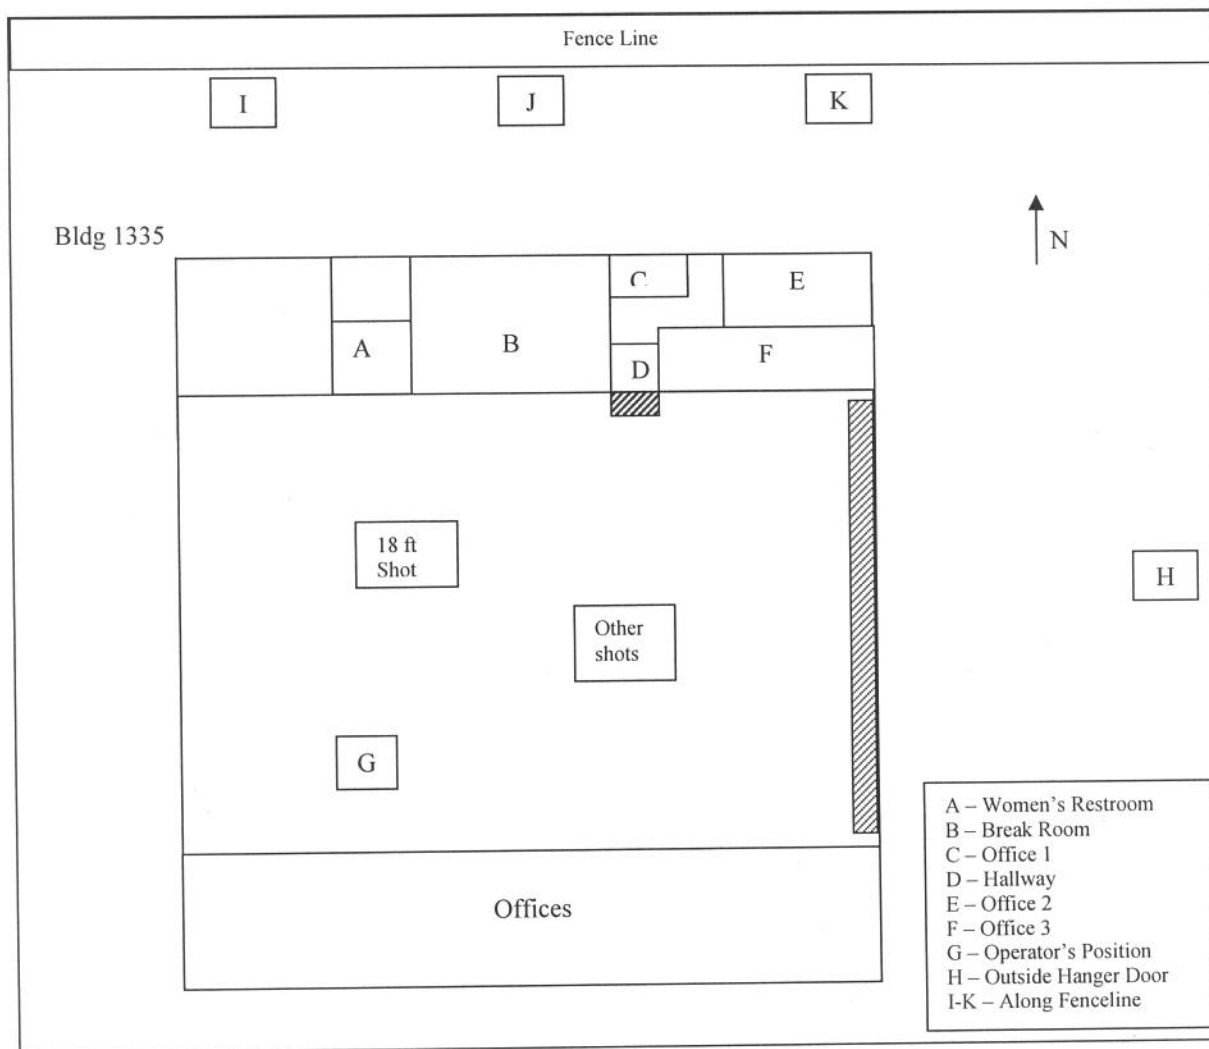 Fence Line
I
J
K
Bldg 1335
N
C
E
A
B
F
D
18 ft
Shot
Other
shots
H
G
A – Women's Restroom
B – Break Room
C – Office 1
D – Hallway
E – Office 2
F – Office 3
G – Operator's Position
H – Outside Hanger Door
I-K – Along Fenceline
Offices